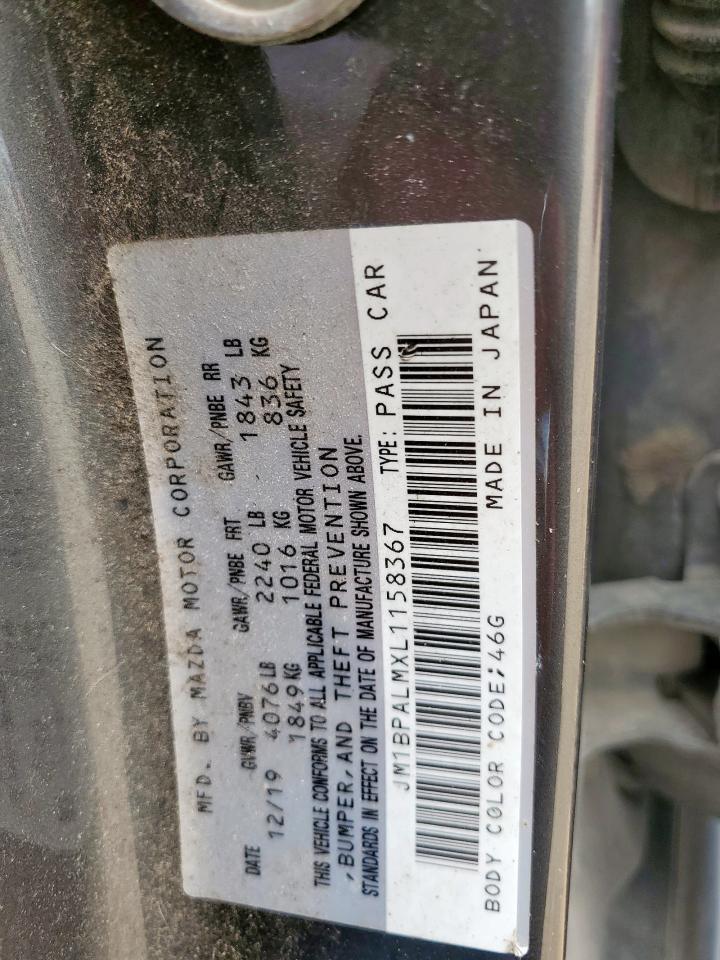 MFD. BY MAZDA MOTOR CORPORATION
DATE GVWR/PNBV GAWR/PNBE FRT GAWR/PNBE RR
12/19 4076LB 2240 LB 1843 LB
1849KG 1016 KG 836 KG
THIS VEHICLE CONFORMS TO ALL APPLICABLE FEDERAL MOTOR VEHICLE SAFETY
,BUMPER,AND THEFT PREVENTION
STANDARDS IN EFFECT ON THE DATE OF MANUFACTURE SHOWN ABOVE.
JM1BPALMXL1158367 TYPE: PASS CAR
BODY COLOR CODE;46G MADE IN JAPAN